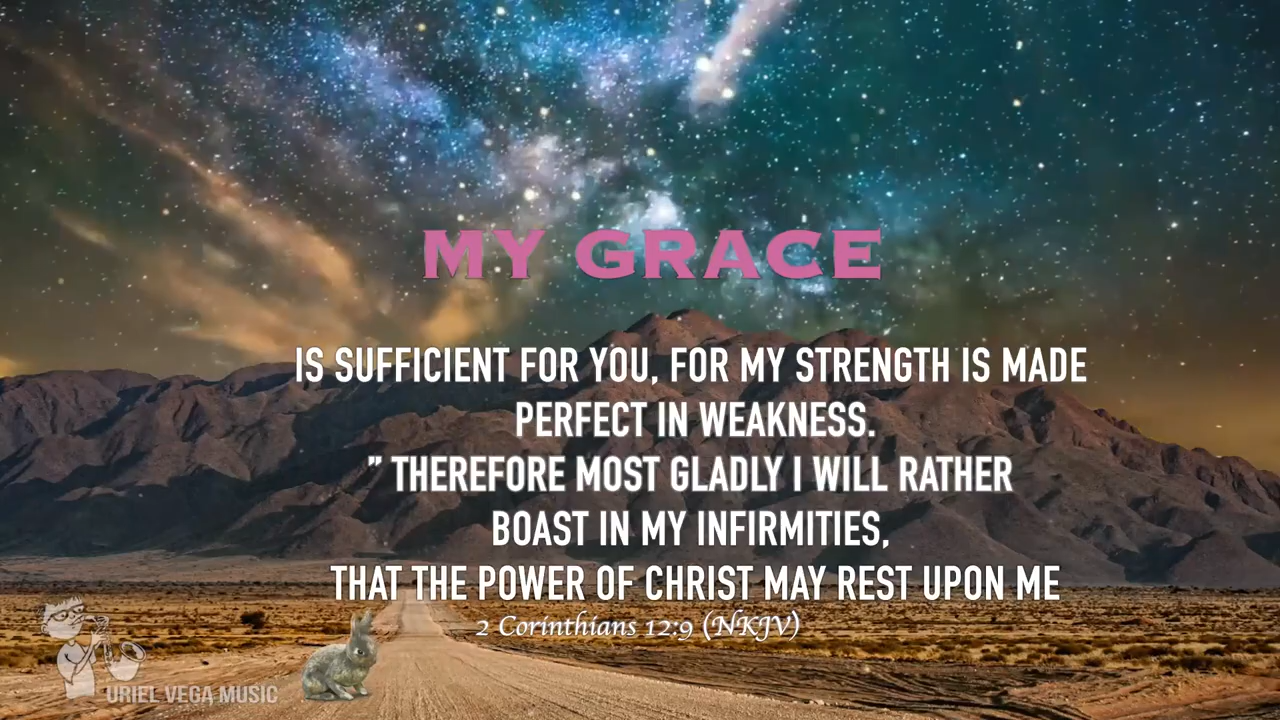 MY GRACE
IS SUFFICIENT FOR YOU, FOR MY STRENGTH IS MADE
PERFECT IN WEAKNESS.
” THEREFORE MOST GLADLY I WILL RATHER
BOAST IN MY INFIRMITIES,
THAT THE POWER OF CHRIST MAY REST UPON ME
2 Corinthians 12:9 (NKJV)
URIEL VEGA MUSIC